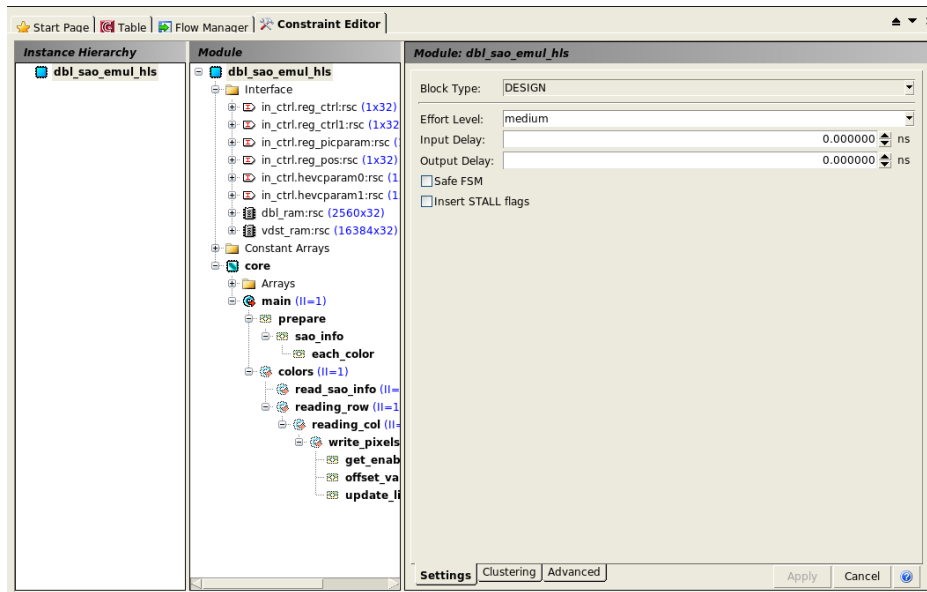 Start Page Table Flow Manager Constraint Editor
Instance Hierarchy
dbl_sao_emul_hls
Module
dbl_sao_emul_hls
Interface
in_ctrl.reg_ctrl:rsc (1x32)
in_ctrl.reg_ctrl1:rsc (1x32
in_ctrl.reg_picparam:rsc (
in_ctrl.reg_pos:rsc (1x32)
in_ctrl.hevcparam0:rsc (1
in_ctrl.hevcparam1:rsc (1
dbl_ram:rsc (2560x32)
vdst_ram:rsc (16384x32)
Constant Arrays
core
Arrays
main (II=1)
prepare
sao_info
each_color
colors (II=1)
read_sao_info (II=
reading_row (II=1
reading_col (II=
write_pixels
get_enab
offset_va
update_li
Module: dbl_sao_emul_hls
Block Type: DESIGN
Effort Level: medium
Input Delay: 0.000000 ns
Output Delay: 0.000000 ns
Safe FSM
Insert STALL flags
Settings Clustering Advanced
Apply Cancel